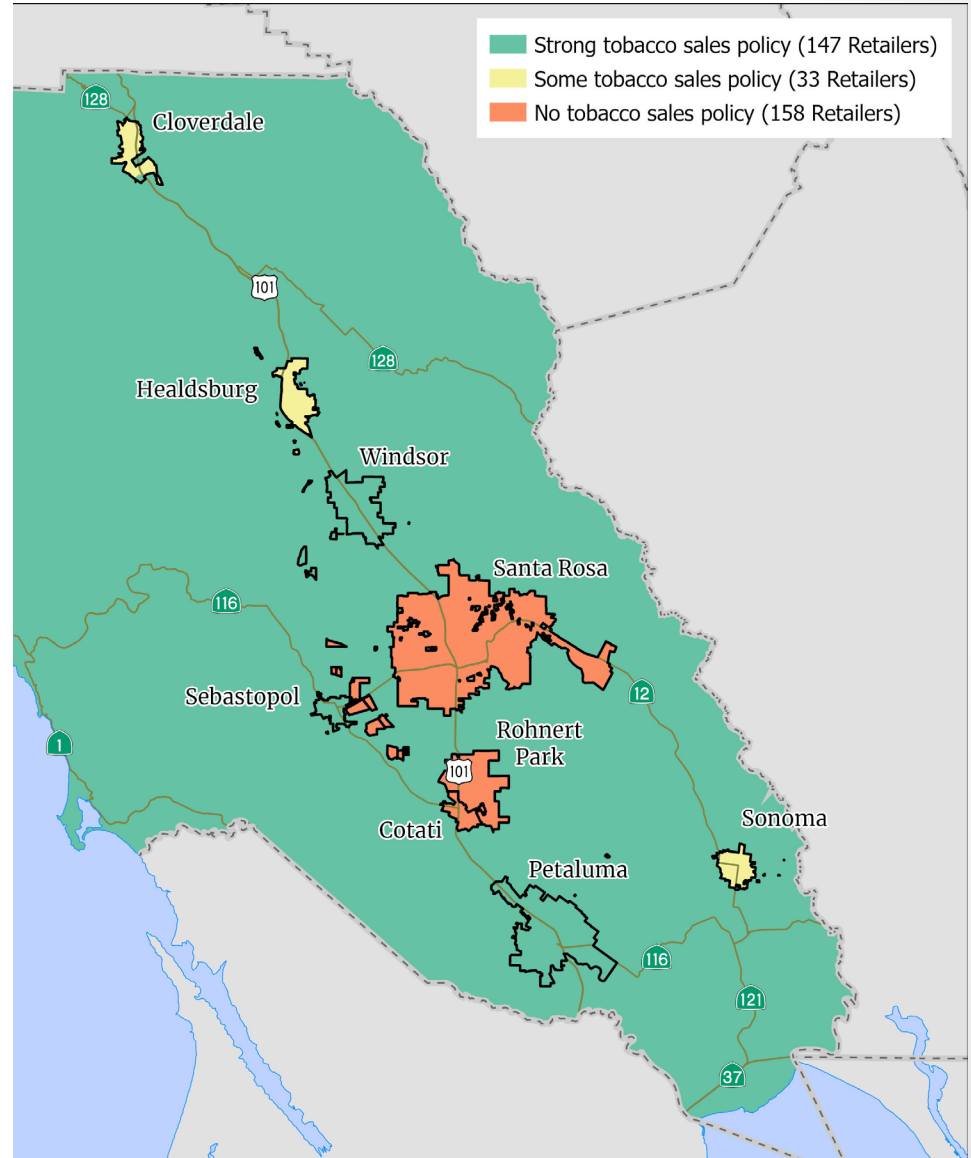 Strong tobacco sales policy (147 Retailers)
Some tobacco sales policy (33 Retailers)
No tobacco sales policy (158 Retailers)
128
Cloverdale
101
128
Healdsburg
Windsor
Santa Rosa
116
12
Sebastopol
Rohnert
Park
1
101
Cotati
Sonoma
Petaluma
116
121
37